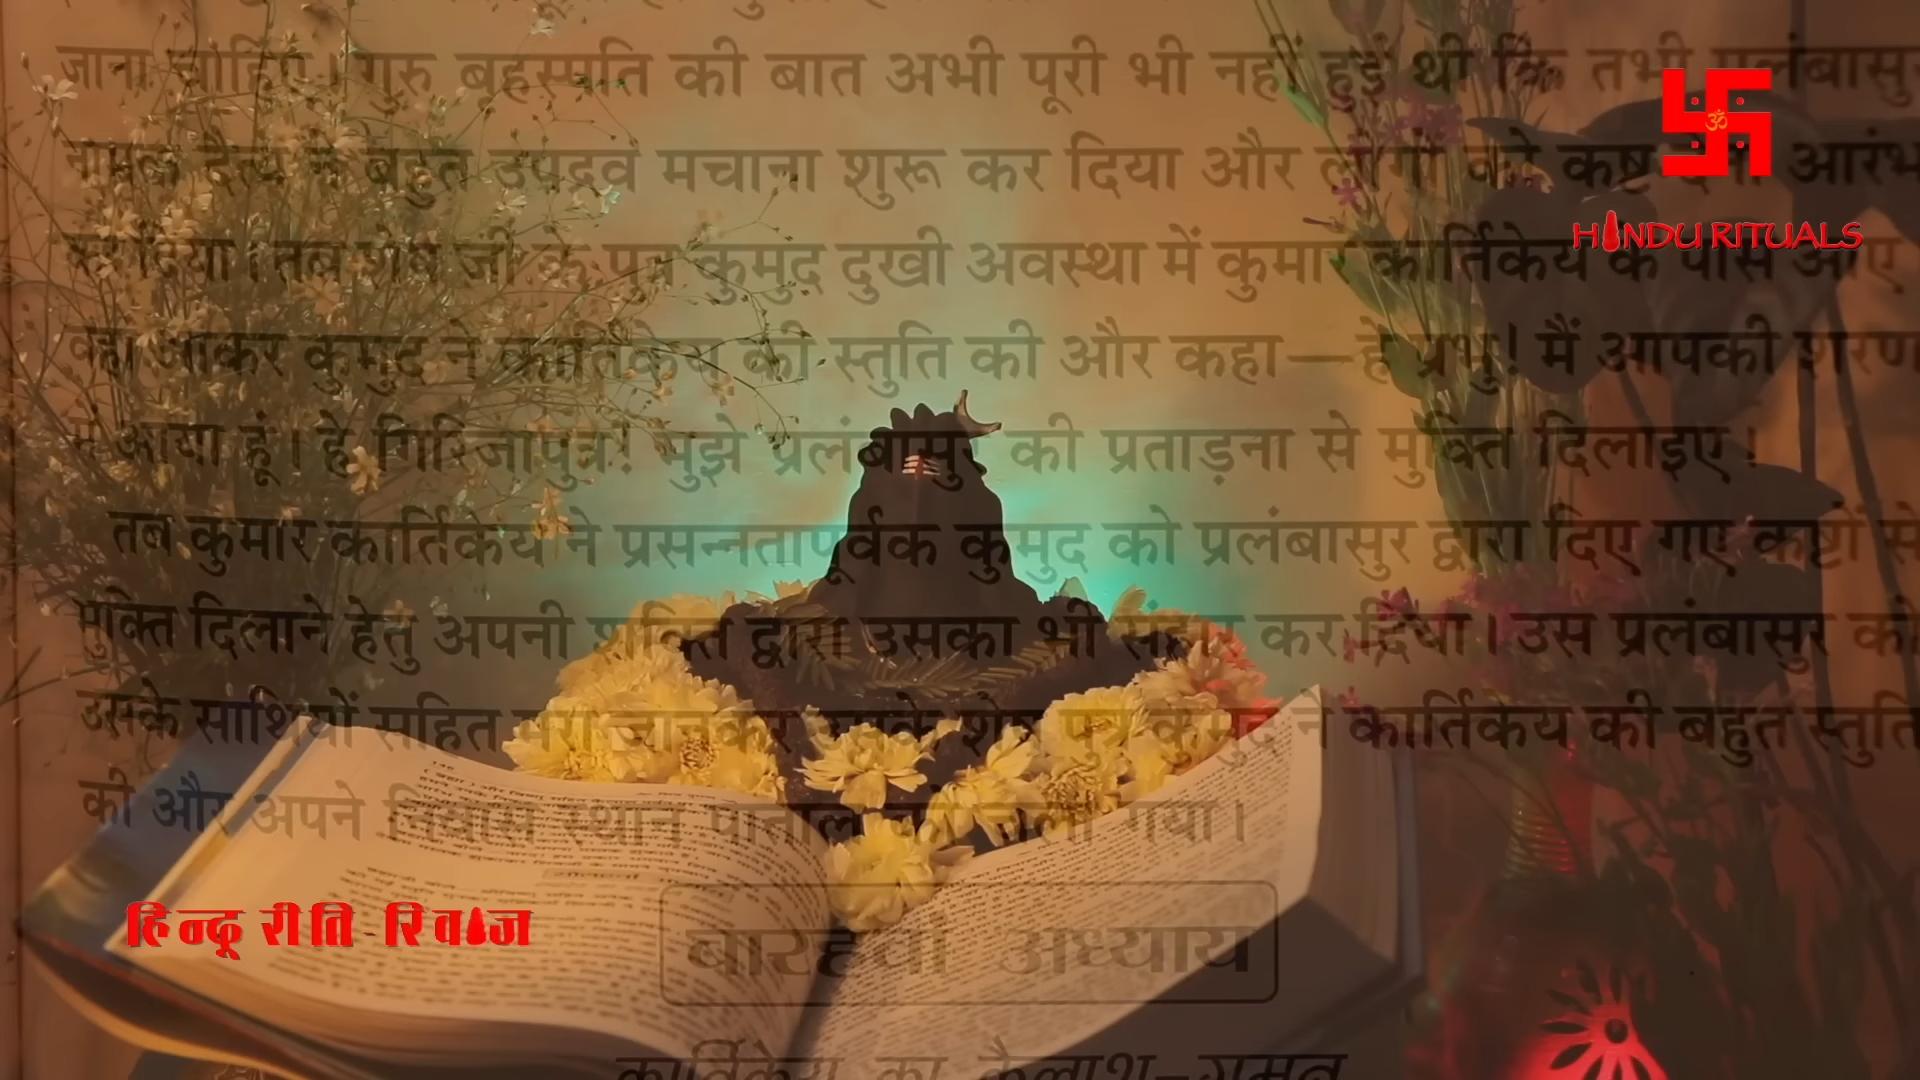 जाना चाहिए। गुरु बृहस्पति की बात अभी पूरी भी नहीं हुई थी कि तभी प्रलंबासुर
नामक दैत्य ने बहुत उपद्रव मचाना शुरू कर दिया और लोगों को कष्ट देना आरंभ
कर दिया। तब शेष जी के पुत्र कुमुद दुखी अवस्था में कुमार कार्तिकेय के पास आए
वहां आकर कुमुद ने कार्तिकेय की स्तुति की और कहा—हे प्रभु! मैं आपकी शरण
में आया हूं। हे गिरिजापुत्र! मुझे प्रलंबासुर की प्रताड़ना से मुक्ति दिलाइए।
तब कुमार कार्तिकेय ने प्रसन्नतापूर्वक कुमुद को प्रलंबासुर द्वारा दिए गए कष्टों से
मुक्ति दिलाने हेतु अपनी शक्ति द्वारा उसका भी संहार कर दिया। उस प्रलंबासुर को
उसके साथियों सहित मरा जानकर उसके शेष पुत्र कुमुद ने कार्तिकेय की बहुत स्तुति
की और अपने निवास स्थान पाताल को चला गया।
बारहवां अध्याय
कार्तिकेय का कैलाश-गमन
ॐ
HINDU RITUALS
हिन्दू रीति-रिवाज